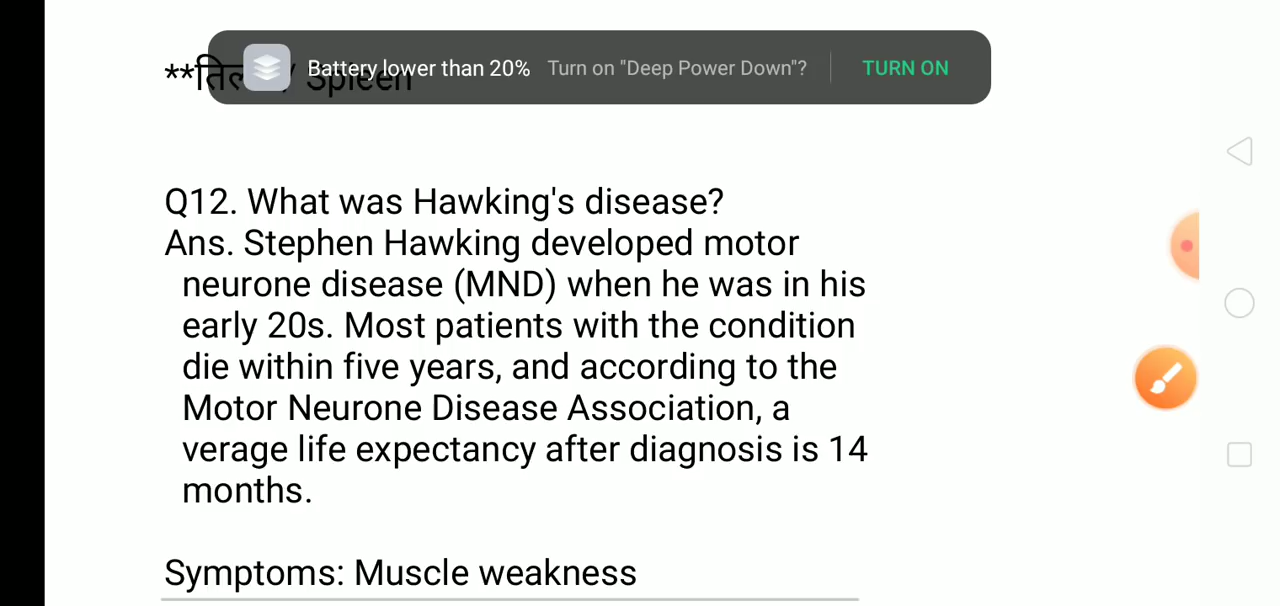 Battery lower than 20% Turn on "Deep Power Down"? TURN ON
** / Spleen
Q12. What was Hawking's disease?
Ans. Stephen Hawking developed motor
neurone disease (MND) when he was in his
early 20s. Most patients with the condition
die within five years, and according to the
Motor Neurone Disease Association, a
verage life expectancy after diagnosis is 14
months.
Symptoms: Muscle weakness